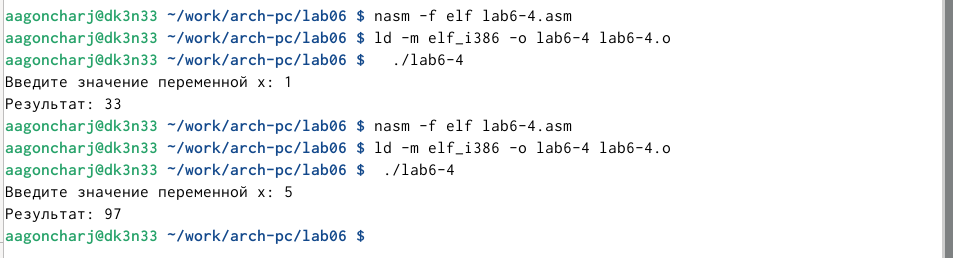 aagoncharj@dk3n33 ~/work/arch-pc/lab06 $ nasm -f elf lab6-4.asm
aagoncharj@dk3n33 ~/work/arch-pc/lab06 $ ld -m elf_i386 -o lab6-4 lab6-4.o
aagoncharj@dk3n33 ~/work/arch-pc/lab06 $   ./lab6-4
Введите значение переменной x: 1
Результат: 33
aagoncharj@dk3n33 ~/work/arch-pc/lab06 $ nasm -f elf lab6-4.asm
aagoncharj@dk3n33 ~/work/arch-pc/lab06 $ ld -m elf_i386 -o lab6-4 lab6-4.o
aagoncharj@dk3n33 ~/work/arch-pc/lab06 $  ./lab6-4
Введите значение переменной x: 5
Результат: 97
aagoncharj@dk3n33 ~/work/arch-pc/lab06 $